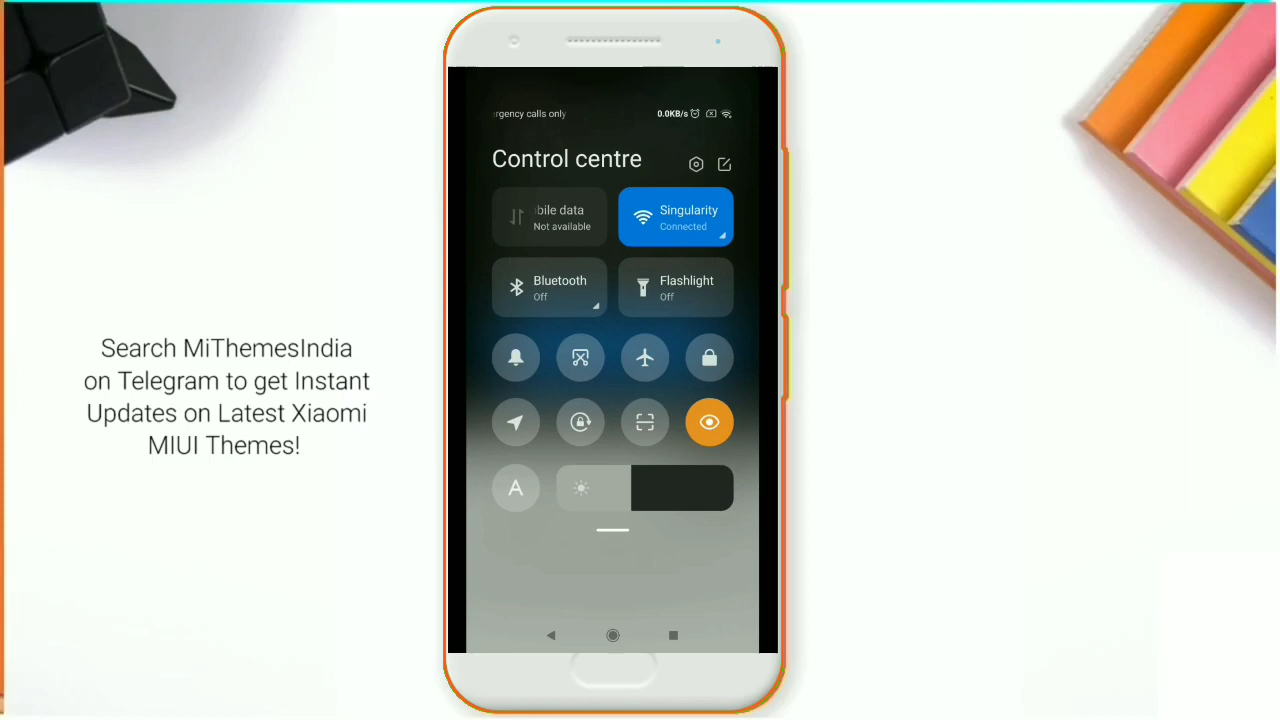 Search MiThemesIndia
on Telegram to get Instant
Updates on Latest Xiaomi
MIUI Themes!
rgency calls only
0.0KB/s
Control centre
bile data
Not available
Singularity
Connected
Bluetooth
Off
Flashlight
Off
A